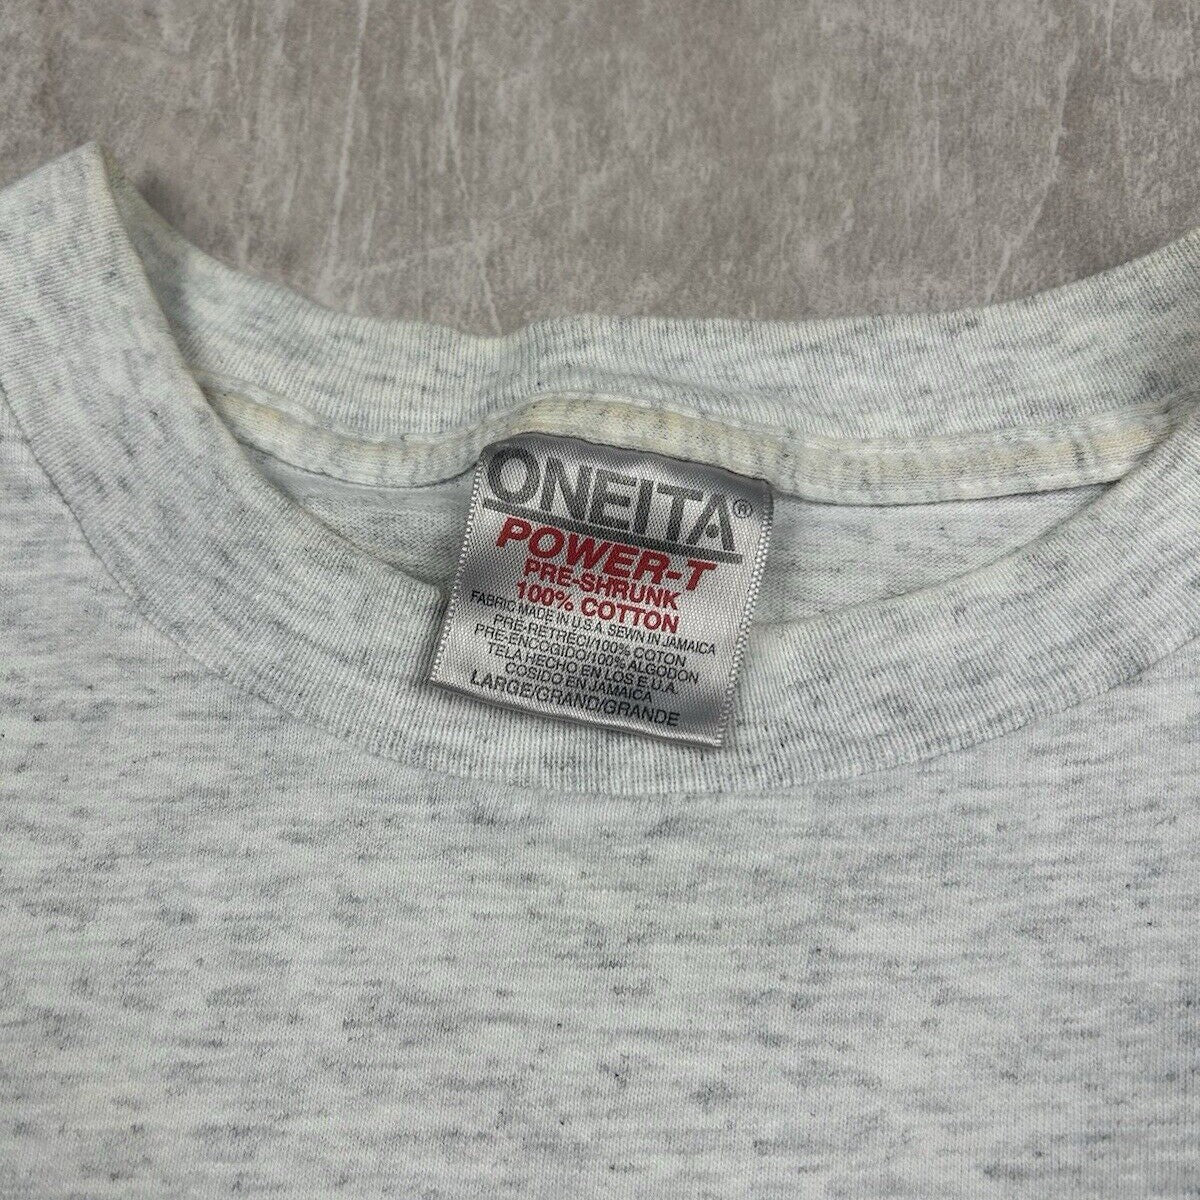 ONEITA®
POWER-T
PRE-SHRUNK
100% COTTON
FABRIC MADE IN U.S.A. SEWN IN JAMAICA
PRE-RETRECI/100% COTON
PRE-ENCOGIDO/100% ALGODON
TELA HECHO EN LOS E.U.A.
COSIDO EN JAMAICA
LARGE/GRAND/GRANDE